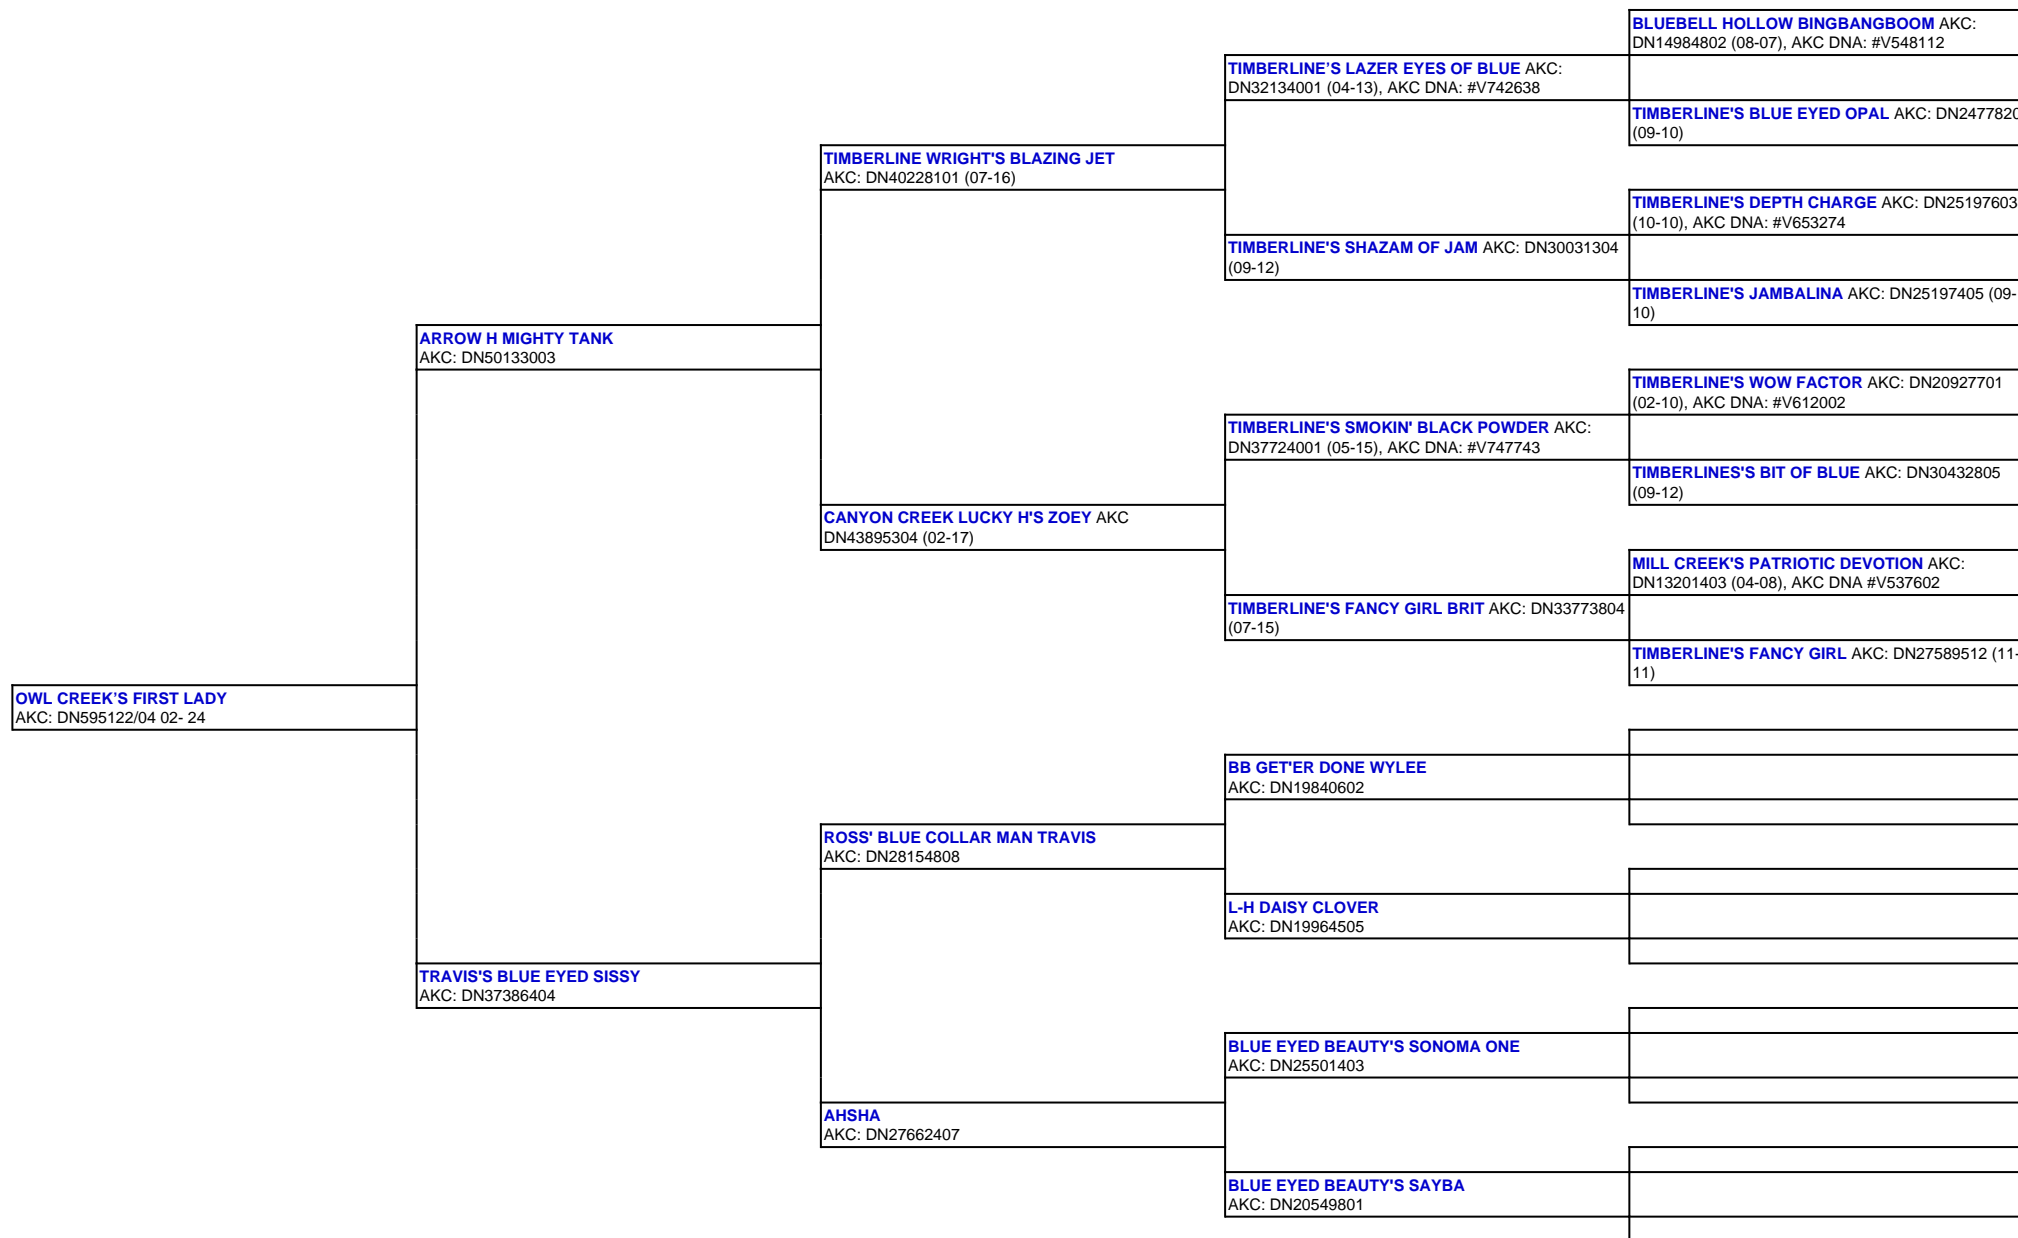 BLUEBELL HOLLOW BINGBANGBOOM AKC:
DN14984802 (08-07), AKC DNA: #V548112
TIMBERLINE’S LAZER EYES OF BLUE AKC:
DN32134001 (04-13), AKC DNA: #V742638
TIMBERLINE'S BLUE EYED OPAL AKC: DN2477820
(09-10)
TIMBERLINE WRIGHT'S BLAZING JET
AKC: DN40228101 (07-16)
TIMBERLINE'S DEPTH CHARGE AKC: DN25197603
(10-10), AKC DNA: #V653274
TIMBERLINE'S SHAZAM OF JAM AKC: DN30031304
(09-12)
TIMBERLINE'S JAMBALINA AKC: DN25197405 (09-
10)
ARROW H MIGHTY TANK
AKC: DN50133003
TIMBERLINE'S WOW FACTOR AKC: DN20927701
(02-10), AKC DNA: #V612002
TIMBERLINE'S SMOKIN' BLACK POWDER AKC:
DN37724001 (05-15), AKC DNA: #V747743
TIMBERLINES'S BIT OF BLUE AKC: DN30432805
(09-12)
CANYON CREEK LUCKY H'S ZOEY AKC
DN43895304 (02-17)
MILL CREEK'S PATRIOTIC DEVOTION AKC:
DN13201403 (04-08), AKC DNA #V537602
TIMBERLINE'S FANCY GIRL BRIT AKC: DN33773804
(07-15)
TIMBERLINE'S FANCY GIRL AKC: DN27589512 (11-
11)
OWL CREEK’S FIRST LADY
AKC: DN595122/04 02- 24
BB GET'ER DONE WYLEE
AKC: DN19840602
ROSS' BLUE COLLAR MAN TRAVIS
AKC: DN28154808
L-H DAISY CLOVER
AKC: DN19964505
TRAVIS'S BLUE EYED SISSY
AKC: DN37386404
BLUE EYED BEAUTY'S SONOMA ONE
AKC: DN25501403
AHSHA
AKC: DN27662407
BLUE EYED BEAUTY'S SAYBA
AKC: DN20549801